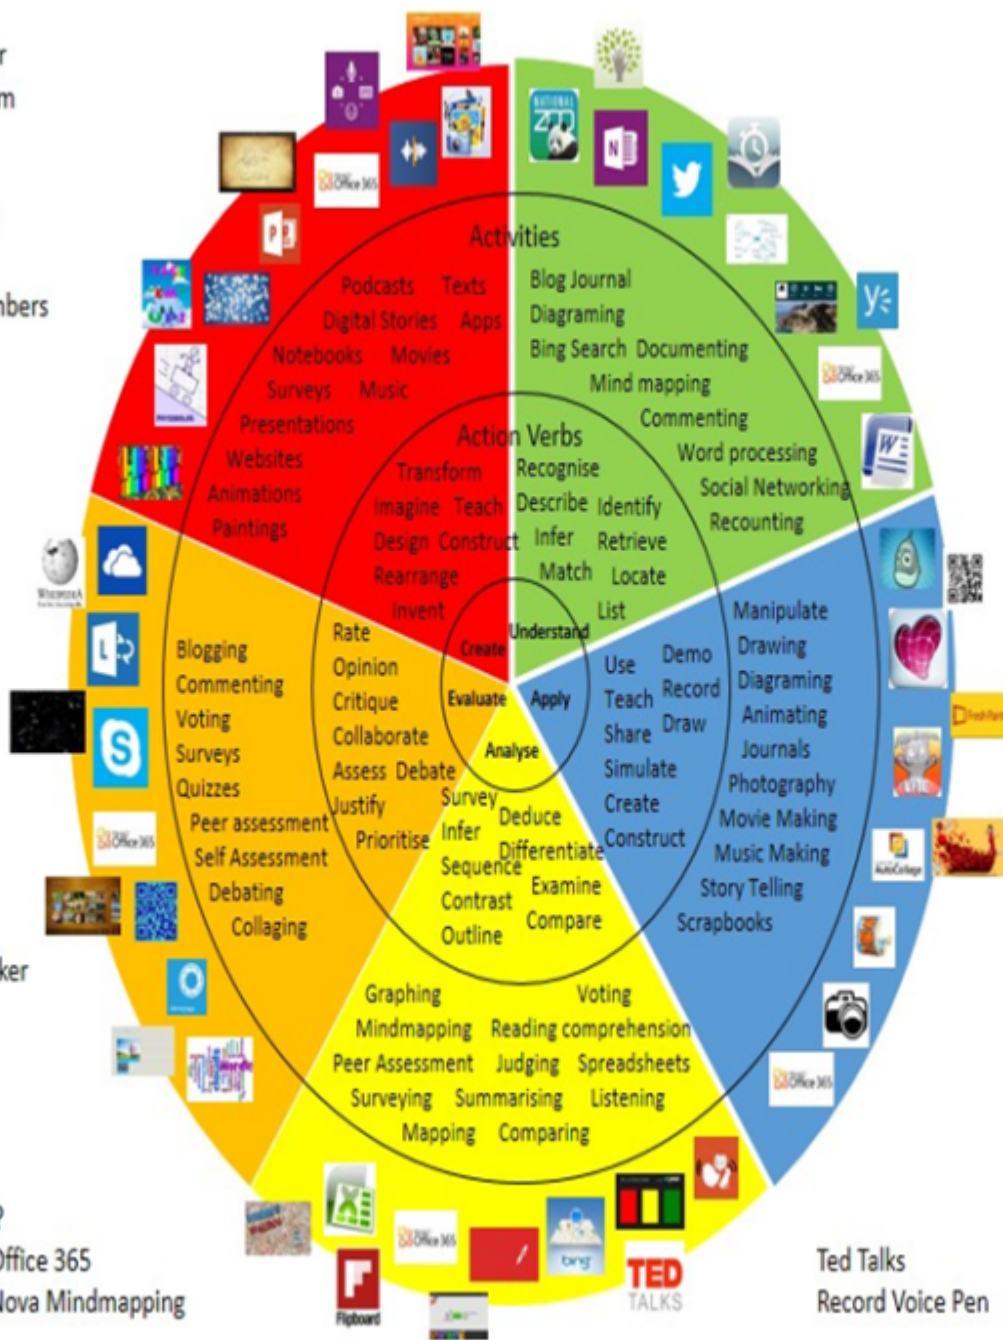 r
m
nbers
ker
?
Office 365
Nova Mindmapping
Ted Talks
Record Voice Pen
Activities
Podcasts Texts
Digital Stories Apps
Notebooks Movies
Surveys Music
Presentations
Websites
Animations
Paintings
Blog Journal
Diagraming
Bing Search Documenting
Mind mapping
Commenting
Word processing
Social Networking
Recounting
Action Verbs
Transform
Imagine Teach
Design Construct
Rearrange
Invent
Recognise
Describe Identify
Infer Retrieve
Match Locate
List
Create
Understand
Evaluate
Apply
Analyse
Rate
Opinion
Critique
Collaborate
Assess Debate
Justify
Prioritise
Blogging
Commenting
Voting
Surveys
Quizzes
Peer assessment
Self Assessment
Debating
Collaging
Use Demo
Teach Record
Share Draw
Simulate
Create
Construct
Manipulate
Drawing
Diagraming
Animating
Journals
Photography
Movie Making
Music Making
Story Telling
Scrapbooks
Survey Deduce
Infer Differentiate
Sequence Examine
Contrast Compare
Outline
Graphing Voting
Mindmapping Reading comprehension
Peer Assessment Judging Spreadsheets
Surveying Summarising Listening
Mapping Comparing
NATIONAL
ZOO
N
Office 365
P
y
Office 365
W
WIKIPEDIA
L
S
Office 365
AutoCollage
Office 365
X
Office 365
bing
Flipboard
TED
TALKS